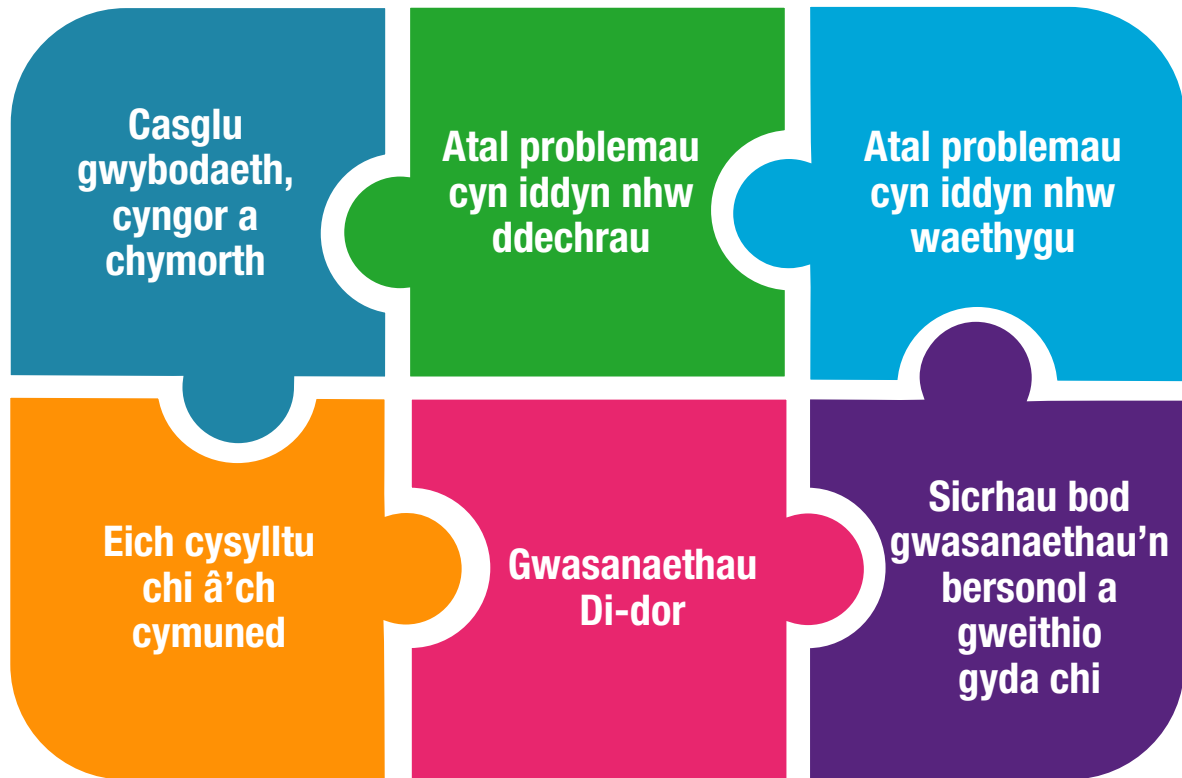 Casglu
gwybodaeth,
cyngor a
chymorth
Atal problemau
cyn iddyn nhw
ddechrau
Atal problemau
cyn iddyn nhw
waethygu
Eich cysylltu
chi â’ch
cymuned
Gwasanaethau
Di-dor
Sicrhau bod
gwasanaethau’n
bersonol a
gweithio
gyda chi